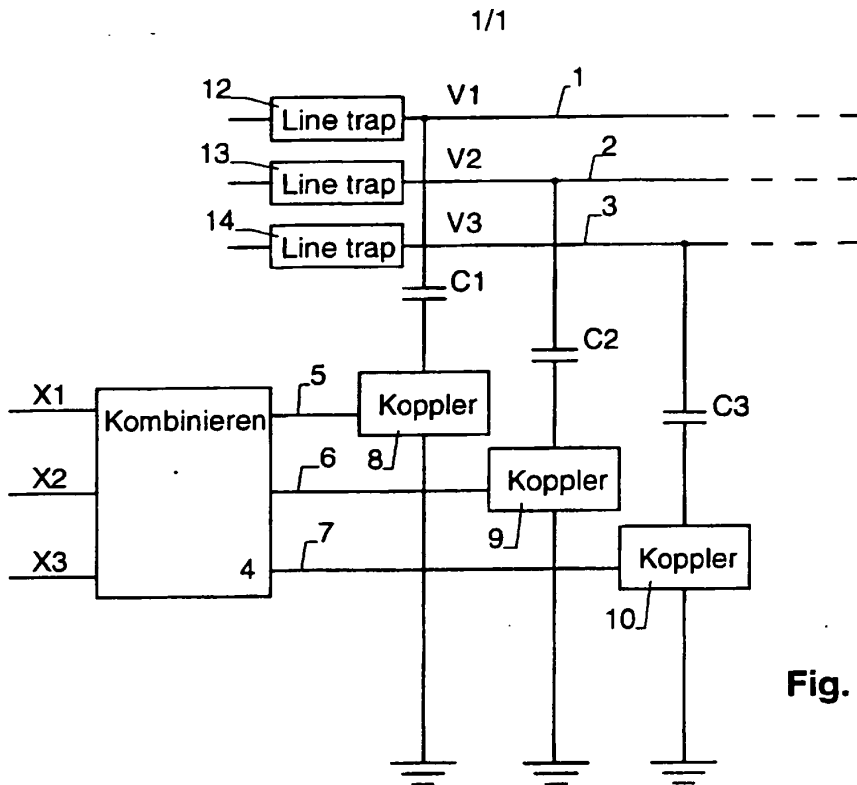 1/1
12
Line trap
V1
1
13
Line trap
V2
2
14
Line trap
V3
3
C1
C2
C3
X1
X2
X3
Kombinieren
4
5
Koppler
8
6
Koppler
9
7
Koppler
10
Fig.